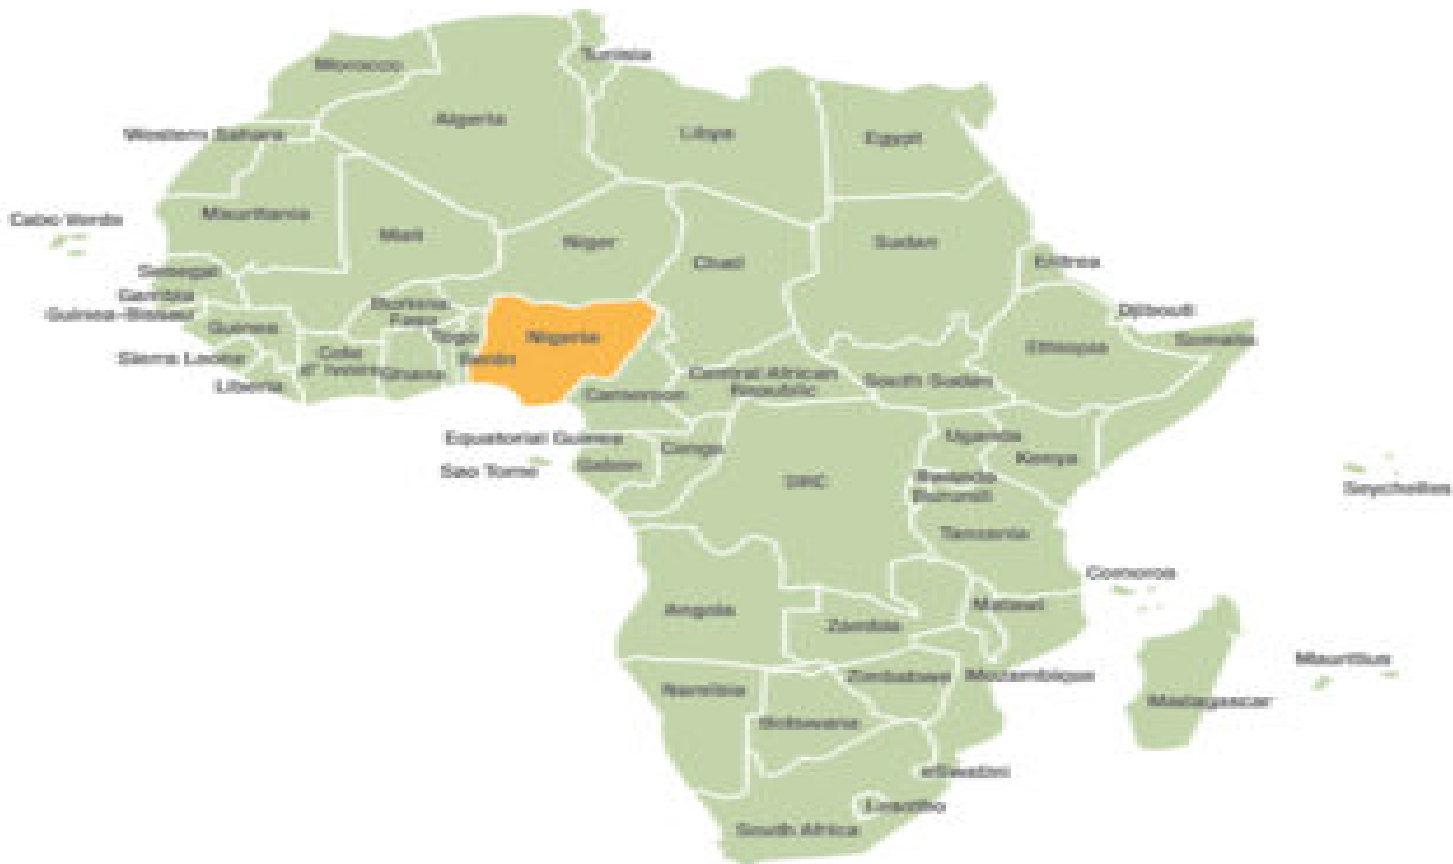 Tunisia
Morocco
Algeria
Libya
Egypt
Western Sahara
Mauritania
Cabo Verde
Mali
Niger
Chad
Sudan
Eritrea
Senegal
Gambia
Guinea-Bissau
Guinea
Burkina
Faso
Togo
Benin
Nigeria
Djibouti
Somalia
Ethiopia
Sierra Leone
Liberia
Cote
d' Ivoire
Ghana
Cameroon
Central African
Republic
South Sudan
Equatorial Guinea
Sao Tome
Gabon
Congo
DRC
Uganda
Kenya
Rwanda
Burundi
Seychelles
Tanzania
Comoros
Angola
Zambia
Malawi
Mozambique
Mauritius
Madagascar
Namibia
Zimbabwe
Botswana
eSwatini
Lesotho
South Africa